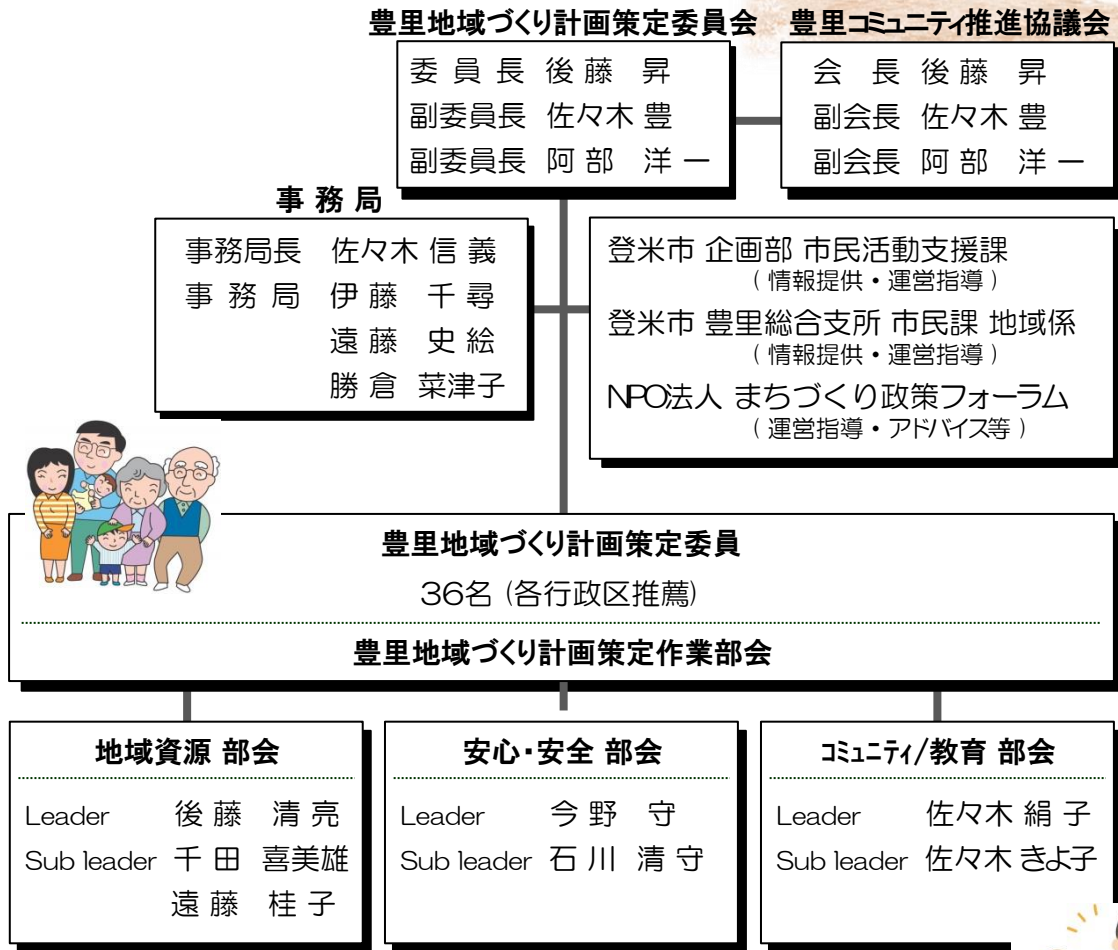 豊里地域づくり計画策定委員会
委 員 長 後 藤 昇
副委員長 佐々木 豊
副委員長 阿 部 洋 一
豊里コミュニティ推進協議会
会 長 後 藤 昇
副会長 佐々木 豊
副会長 阿 部 洋 一
事 務 局
事務局長 佐々木 信 義
事 務 局 伊 藤 千 尋
遠 藤 史 絵
勝 倉 菜津子
登米市 企画部 市民活動支援課
( 情報提供・運営指導 )
登米市 豊里総合支所 市民課 地域係
( 情報提供・運営指導 )
NPO法人 まちづくり政策フォーラム
( 運営指導・アドバイス等 )
豊里地域づくり計画策定委員
36名 (各行政区推薦)
豊里地域づくり計画策定作業部会
地域資源 部会
Leader 後 藤 清 亮
Sub leader 千 田 喜美雄
遠 藤 桂 子
安心・安全 部会
Leader 今 野 守
Sub leader 石 川 清 守
コミュニティ/教育 部会
Leader 佐々木 絹 子
Sub leader 佐々木 きよ子